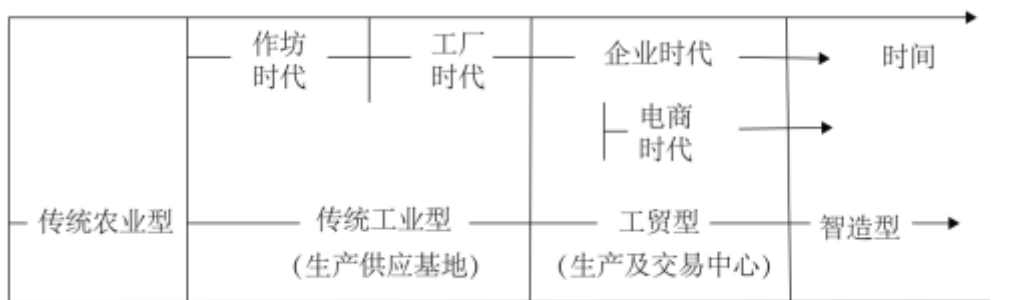 作坊
时代
工厂
时代
企业时代
时间
电商
时代
传统农业型
传统工业型
(生产供应基地)
工贸型
(生产及交易中心)
智造型